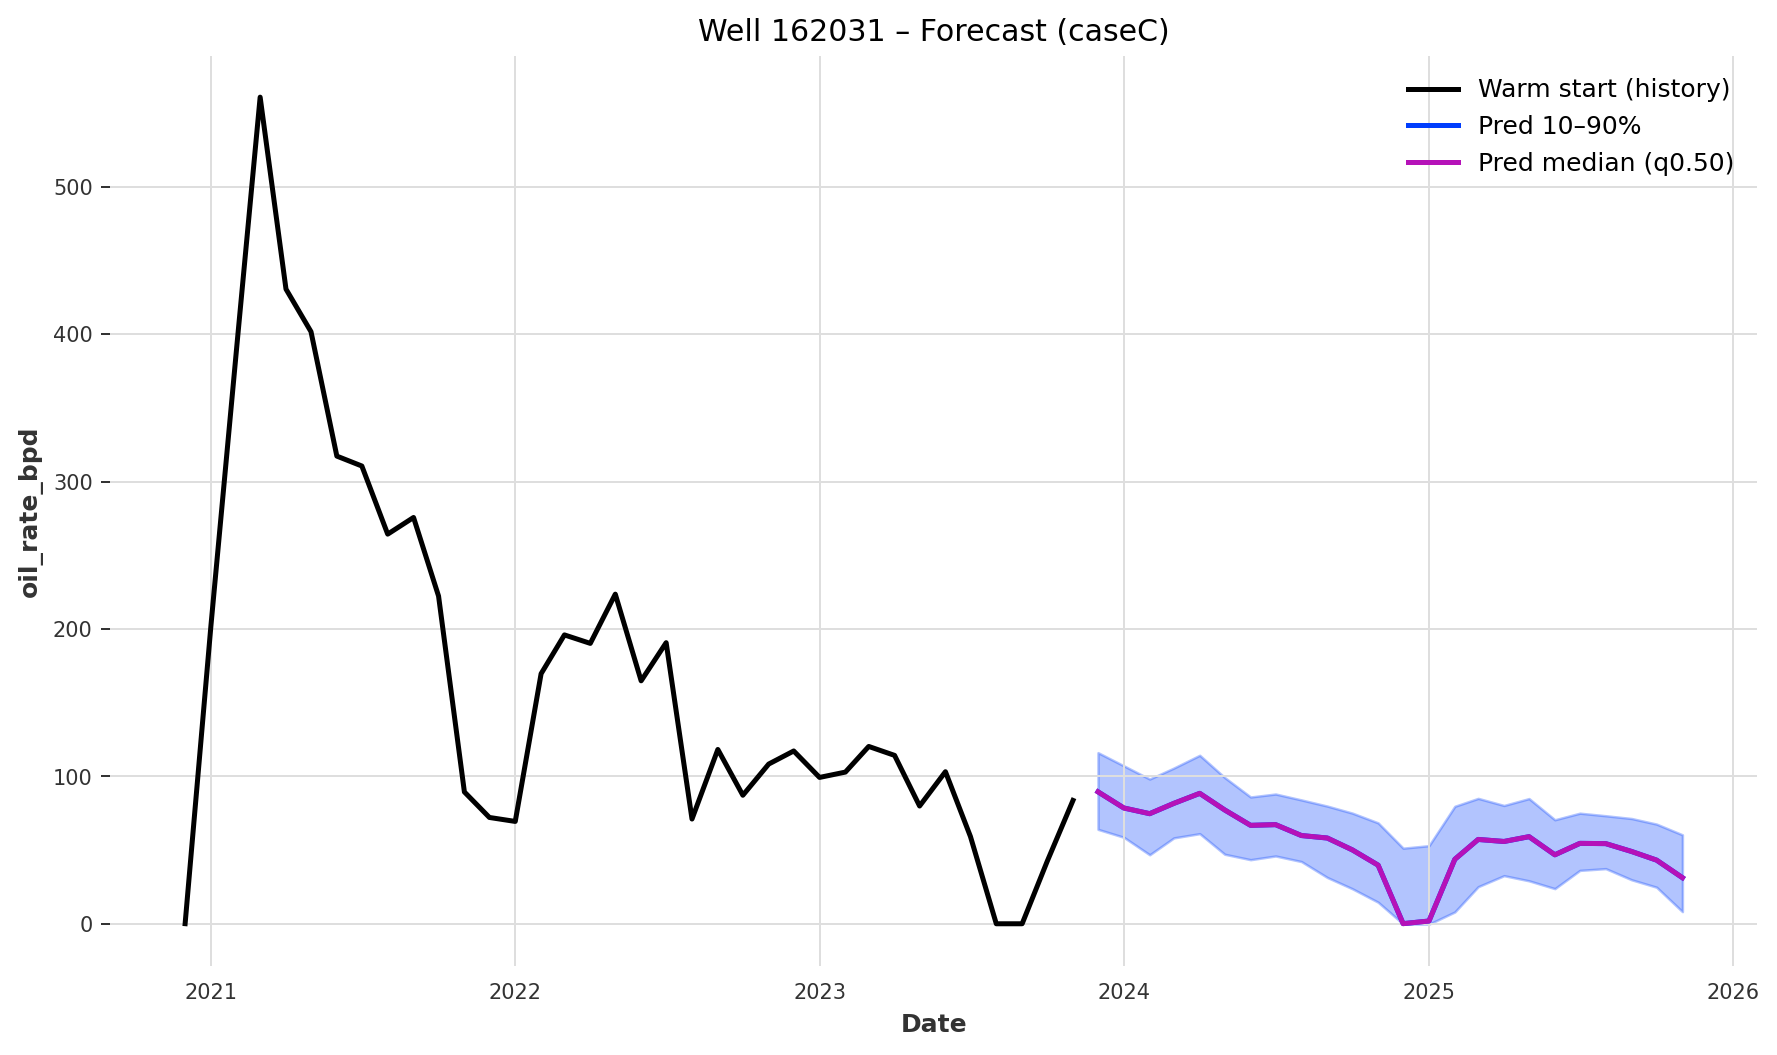 Well 162031 – Forecast (caseC)
Warm start (history)
Pred 10–90%
Pred median (q0.50)
oil_rate_bpd
500
400
300
200
100
0
2021
2022
2023
2024
2025
2026
Date